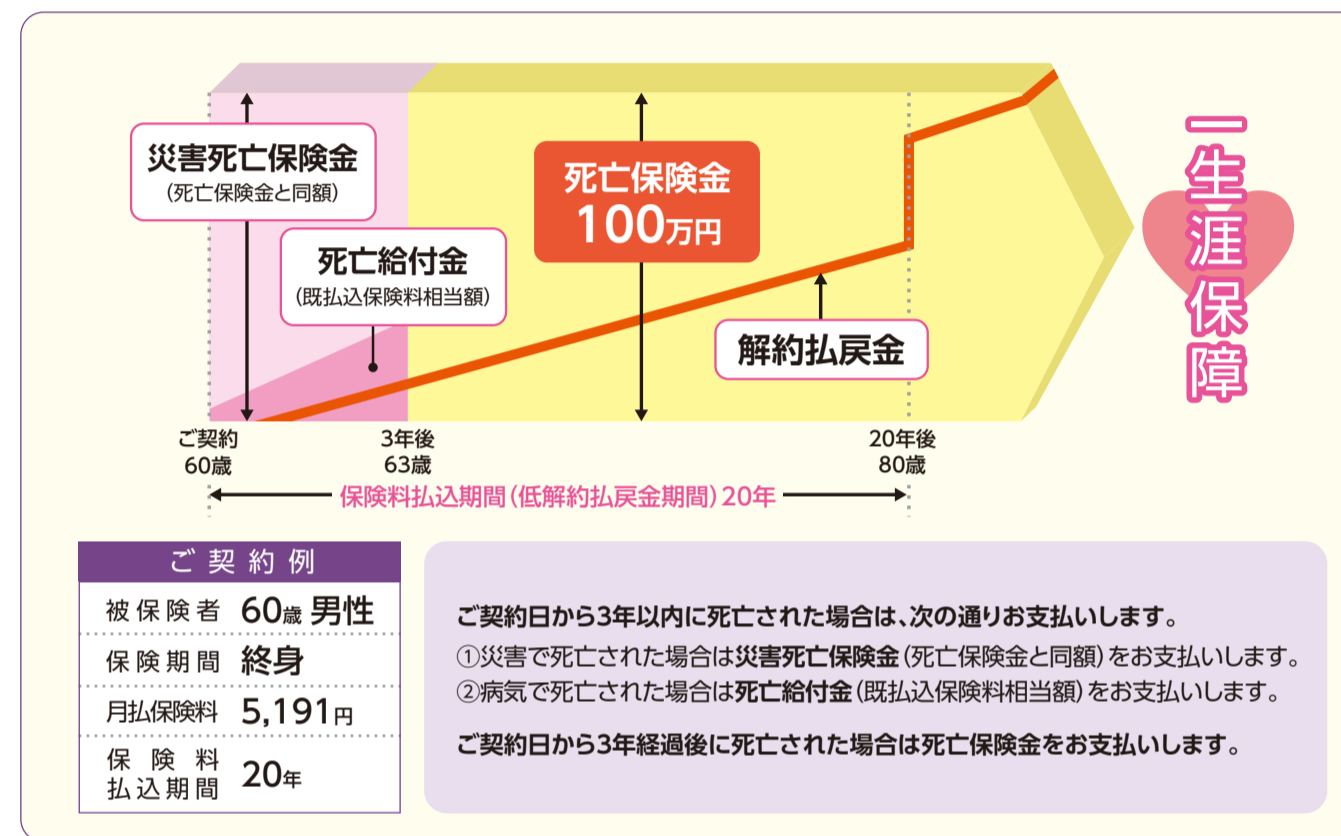 災害死亡保険金
(死亡保険金と同額)
死亡給付金
(既払込保険料相当額)
死亡保険金
100万円
解約払戻金
一生涯保障
ご契約
60歳
3年後
63歳
20年後
80歳
保険料払込期間(低解約払戻金期間)20年
ご契約例
被保険者 60歳 男性
保険期間 終身
月払保険料 5,191円
保険料
払込期間 20年
ご契約日から3年以内に死亡された場合は、次の通りお支払いします。
①災害で死亡された場合は災害死亡保険金(死亡保険金と同額)をお支払いします。
②病気で死亡された場合は死亡給付金(既払込保険料相当額)をお支払いします。
ご契約日から3年経過後に死亡された場合は死亡保険金をお支払いします。